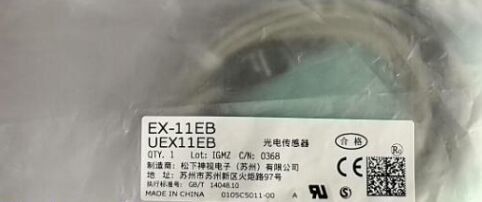 EX-11EB
UEX11EB 光电传感器 合格
QTY. 1 Lot: IGMZ C/N: 0368
制造商: 松下神视电子(苏州)有限公司
地 址: 苏州市苏州新区火炬路97号
执行标准号: GB/T 14048.10
MADE IN CHINA 0105C5011-00 A
CE